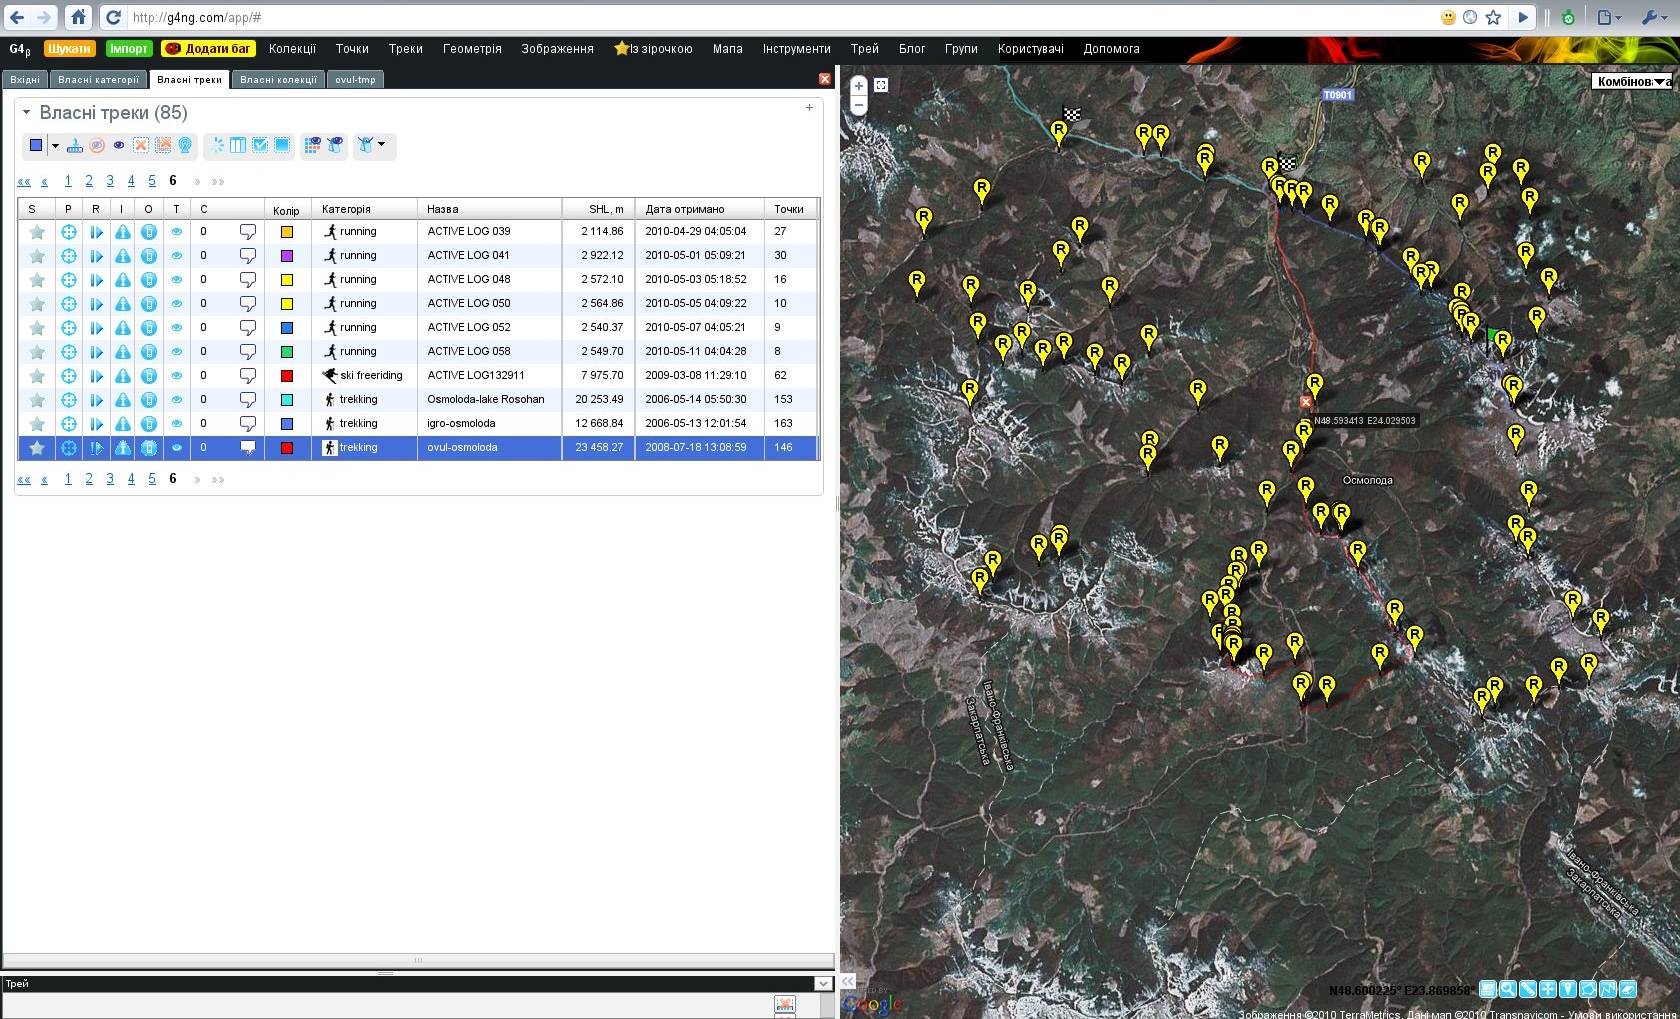 http://g4ng.com/app/#
G4β Шукати Імпорт Додати баг Колекції Точки Треки Геометрія Зображення Із зірочкою Мапа Інструменти Трей Блог Групи Користувачі Допомога
Вхідні Власні категорії Власні треки Власні колекції ovul-tmp
Власні треки (85)
«« « 1 2 3 4 5 6 » »»
S P R I O T C Колір Категорія Назва SHL, m Дата отримано Точки
0 running ACTIVE LOG 039 2 114.86 2010-04-29 04:05:04 27
0 running ACTIVE LOG 041 2 922.12 2010-05-01 05:09:21 30
0 running ACTIVE LOG 048 2 572.10 2010-05-03 05:18:52 16
0 running ACTIVE LOG 050 2 564.86 2010-05-05 04:09:22 10
0 running ACTIVE LOG 052 2 540.37 2010-05-07 04:05:21 9
0 running ACTIVE LOG 058 2 549.70 2010-05-11 04:04:28 8
0 ski freeriding ACTIVE LOG132911 7 975.70 2009-03-08 11:29:10 62
0 trekking Osmoloda-lake Rosohan 20 253.49 2006-05-14 05:50:30 153
0 trekking igro-osmoloda 12 668.84 2006-05-13 12:01:54 163
0 trekking ovul-osmoloda 23 458.27 2008-07-18 13:08:59 146
«« « 1 2 3 4 5 6 » »»
Трей
Комбінова
T0901
N48.593413 E24.029503
Осмолода
Івано-Франківська
Закарпатська
Івано-Франківська
Закарпатська
N48.600225° E23.869858°
Google
Зображення ©2010 TerraMetrics, Дані мап ©2010 Transnavicom - Умови використання